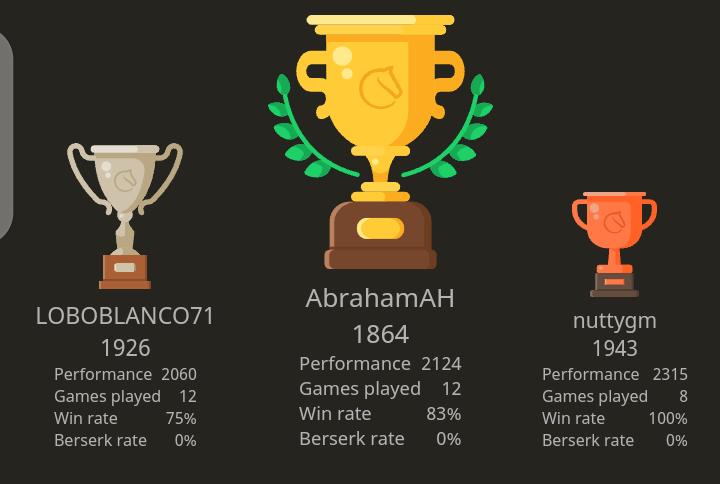 LOBOBLANCO71
1926
Performance 2060
Games played 12
Win rate 75%
Berserk rate 0%
AbrahamAH
1864
Performance 2124
Games played 12
Win rate 83%
Berserk rate 0%
nuttygm
1943
Performance 2315
Games played 8
Win rate 100%
Berserk rate 0%